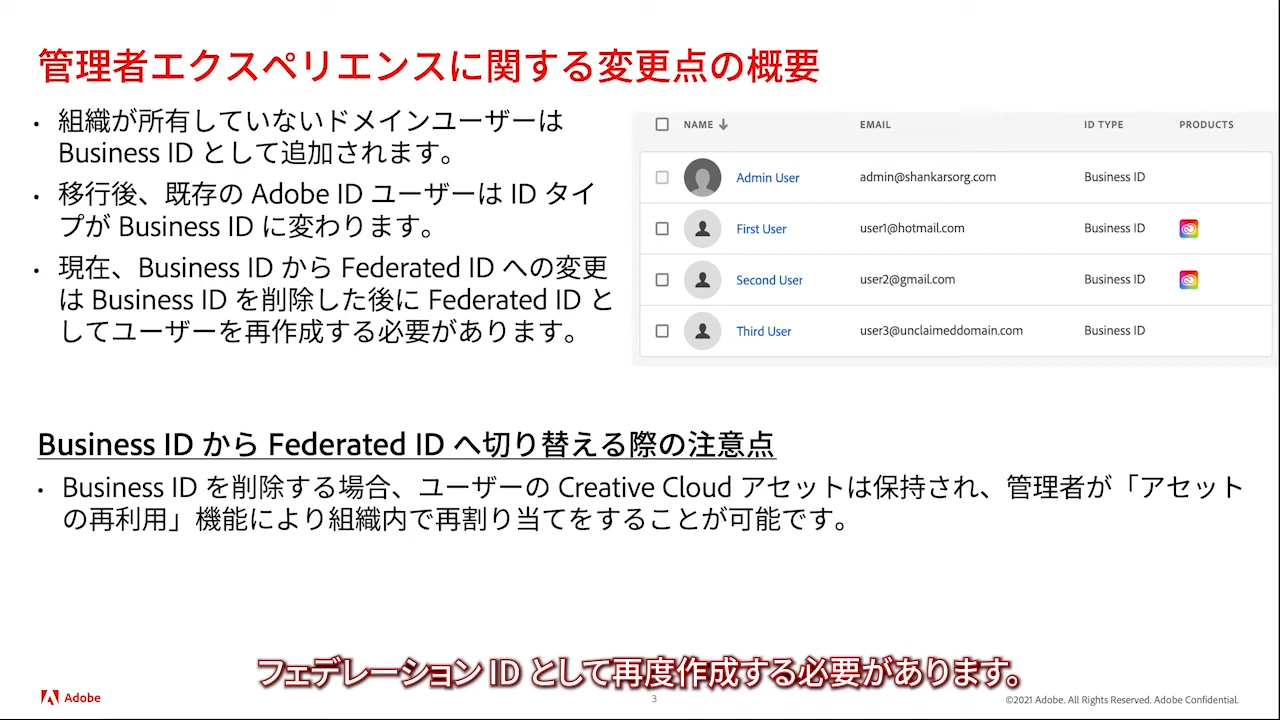 管理者エクスペリエンスに関する変更点の概要
• 組織が所有していないドメインユーザーは
Business ID として追加されます。
• 移行後、既存の Adobe ID ユーザーは ID タイ
プが Business ID に変わります。
• 現在、Business ID から Federated ID への変更
は Business ID を削除した後に Federated ID と
してユーザーを再作成する必要があります。
NAME ↓ EMAIL ID TYPE PRODUCTS
Admin User admin@shankarsorg.com Business ID
First User user1@hotmail.com Business ID
Second User user2@gmail.com Business ID
Third User user3@unclaimeddomain.com Business ID
Business ID から Federated ID へ切り替える際の注意点
• Business ID を削除する場合、ユーザーの Creative Cloud アセットは保持され、管理者が「アセット
の再利用」機能により組織内で再割り当てをすることが可能です。
フェデレーション ID として再度作成する必要があります。
Adobe 3 ©2021 Adobe. All Rights Reserved. Adobe Confidential.